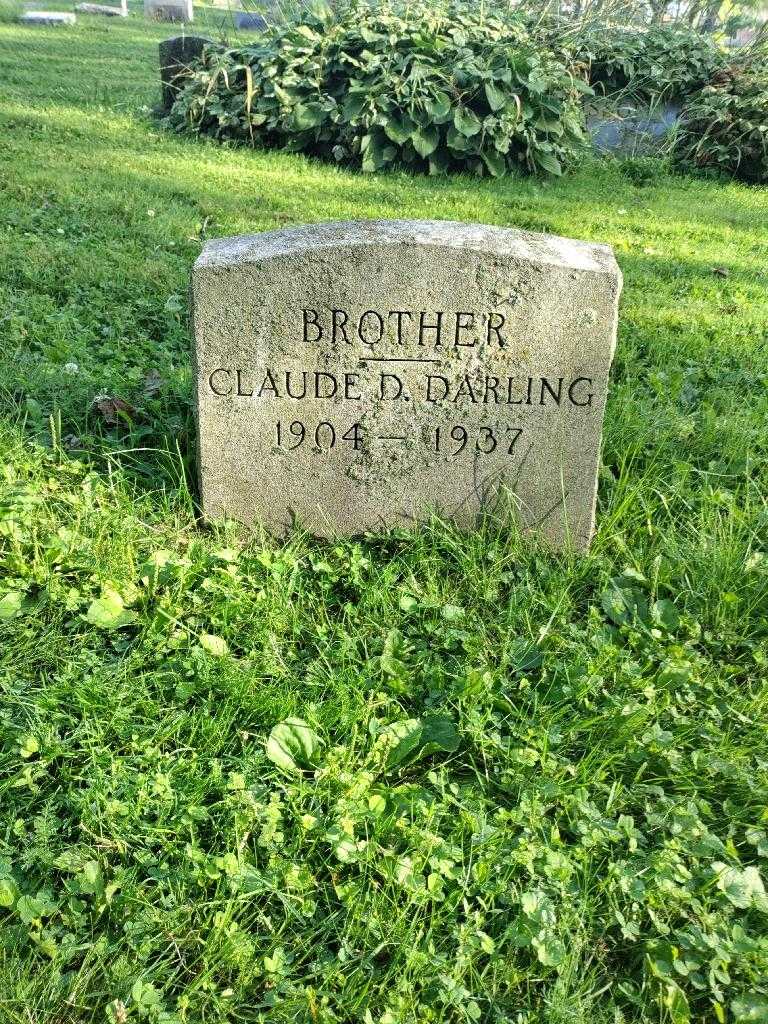 BROTHER
CLAUDE D. DARLING
1904 — 1937